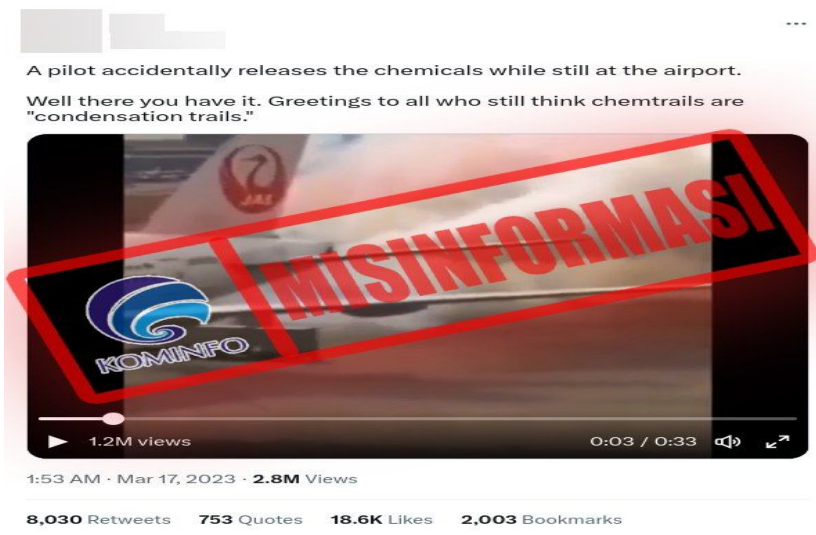 A pilot accidentally releases the chemicals while still at the airport.
Well there you have it. Greetings to all who still think chemtrails are
"condensation trails."
JAL
MISINFORMASI
KOMINFO
1.2M views
0:03 / 0:33
1:53 AM · Mar 17, 2023 · 2.8M Views
8,030 Retweets 753 Quotes 18.6K Likes 2,003 Bookmarks